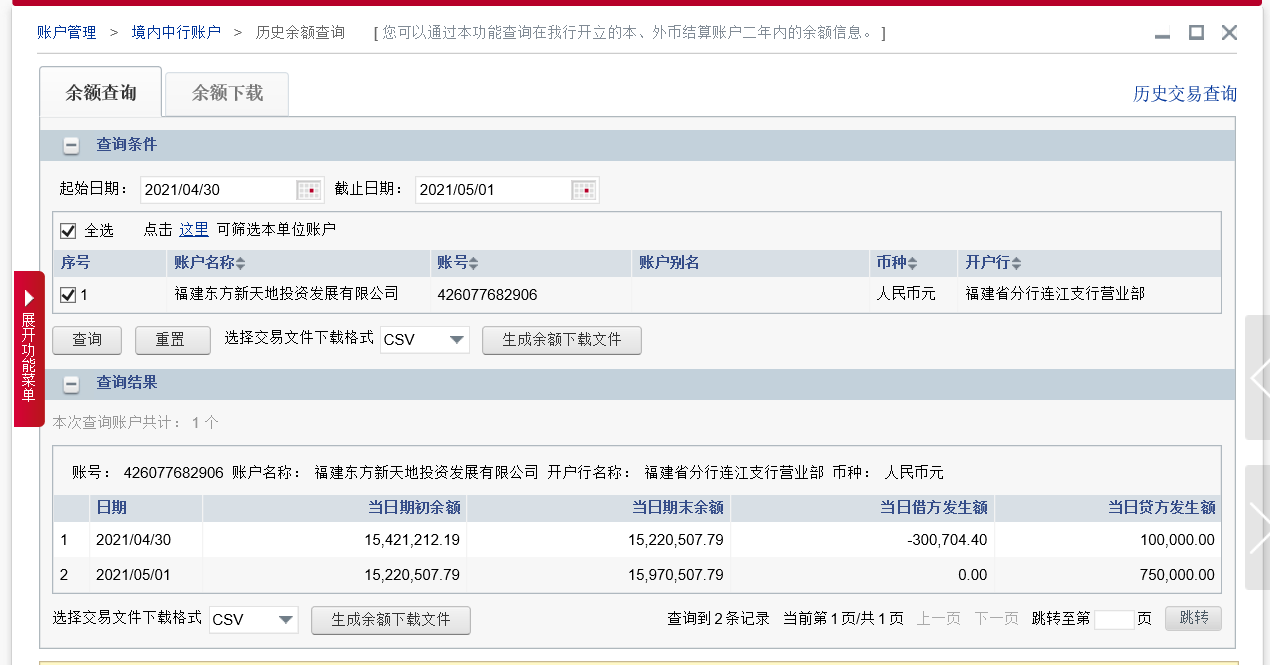 账户管理 > 境内中行账户 > 历史余额查询 [ 您可以通过本功能查询在我行开立的本、外币结算账户二年内的余额信息。 ]
余额查询 余额下载 历史交易查询
查询条件
起始日期： 2021/04/30 截止日期： 2021/05/01
全选 点击 这里 可筛选本单位账户
序号 账户名称 账号 账户别名 币种 开户行
1 福建东方新天地投资发展有限公司 426077682906 人民币元 福建省分行连江支行营业部
展开功能菜单
查询 重置 选择交易文件下载格式 CSV 生成余额下载文件
查询结果
本次查询账户共计： 1 个
账号： 426077682906 账户名称： 福建东方新天地投资发展有限公司 开户行名称： 福建省分行连江支行营业部 币种： 人民币元
日期 当日期初余额 当日期末余额 当日借方发生额 当日贷方发生额
1 2021/04/30 15,421,212.19 15,220,507.79 -300,704.40 100,000.00
2 2021/05/01 15,220,507.79 15,970,507.79 0.00 750,000.00
选择交易文件下载格式 CSV 生成余额下载文件 查询到 2 条记录 当前第 1 页/共 1 页 上一页 下一页 跳转至第 页 跳转